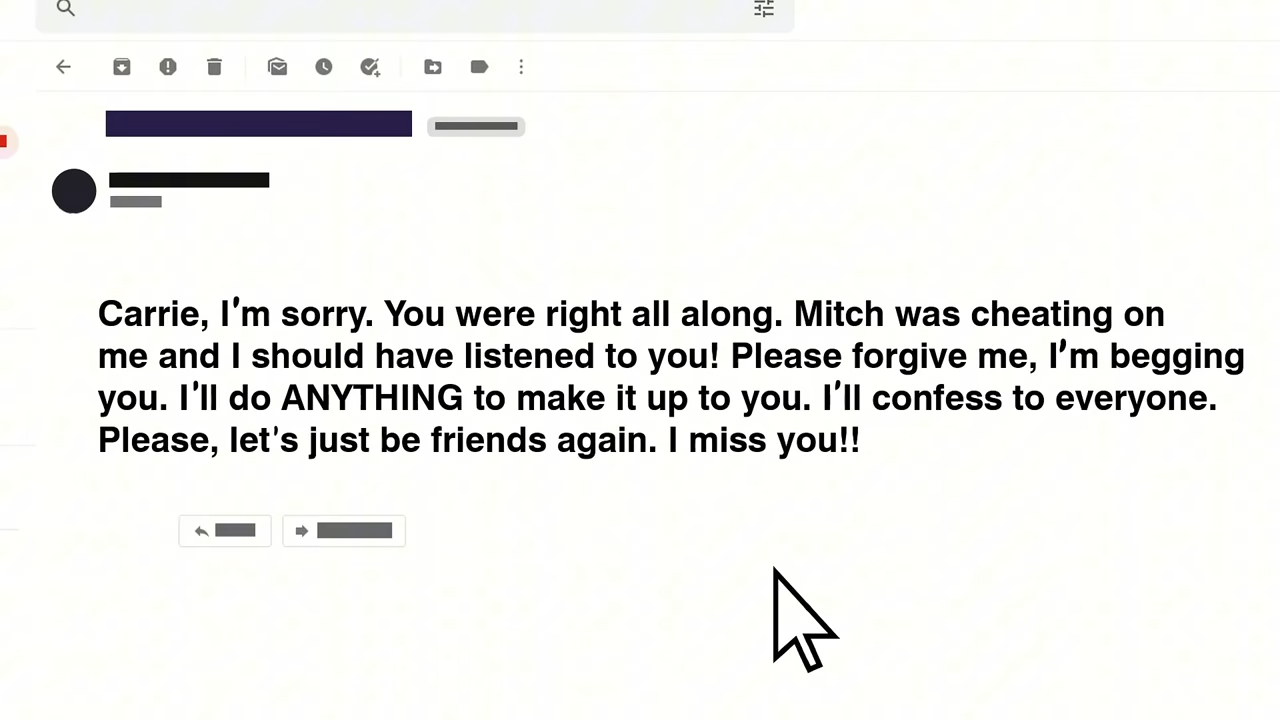 Carrie, I'm sorry. You were right all along. Mitch was cheating on
me and I should have listened to you! Please forgive me, I'm begging
you. I'll do ANYTHING to make it up to you. I'll confess to everyone.
Please, let's just be friends again. I miss you!!